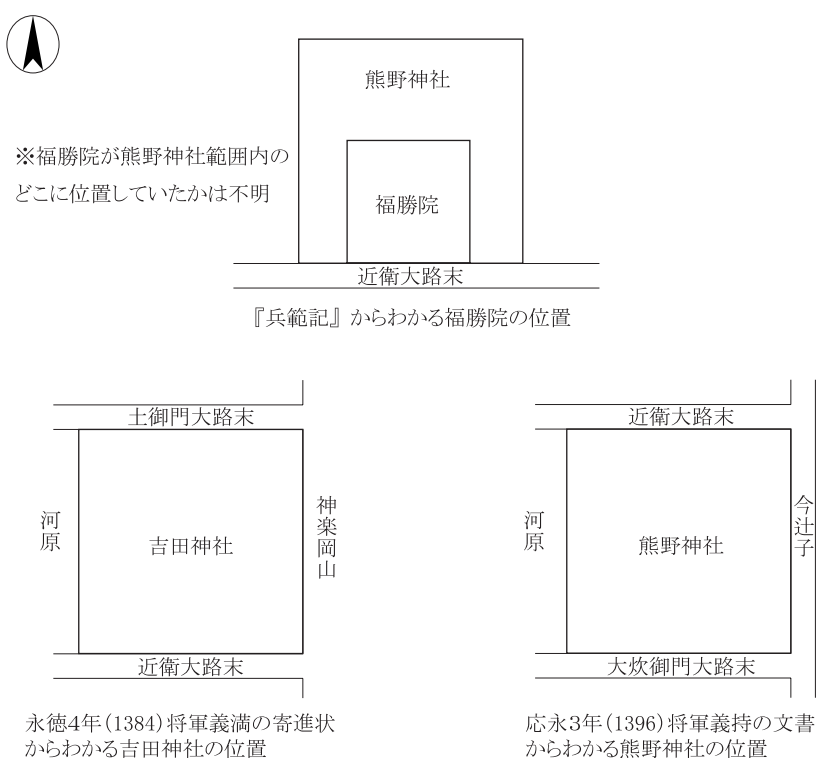 熊野神社
※福勝院が熊野神社範囲内の
どこに位置していたかは不明
福勝院
近衛大路末
『兵範記』からわかる福勝院の位置
土御門大路末
河原
吉田神社
神楽岡山
近衛大路末
永徳4年(1384)将軍義満の寄進状
からわかる吉田神社の位置
近衛大路末
河原
熊野神社
今辻子
大炊御門大路末
応永3年(1396)将軍義持の文書
からわかる熊野神社の位置